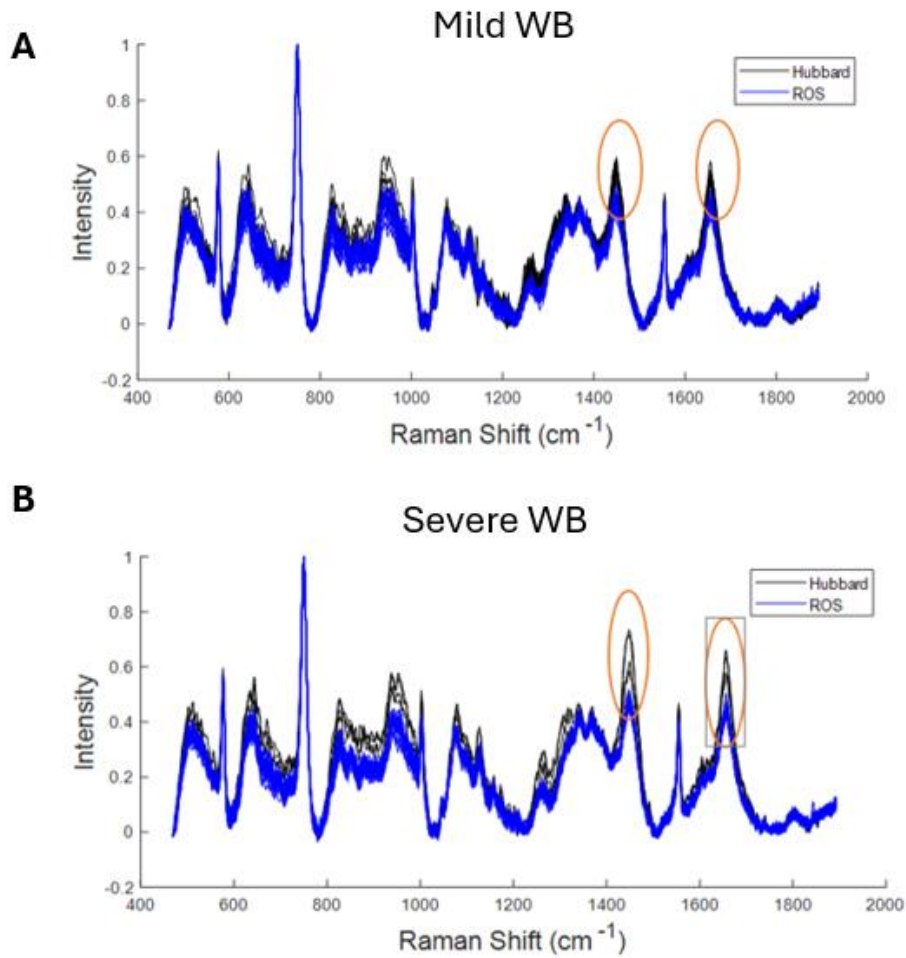 A
Mild WB
1
0.8
0.6
0.4
0.2
0
-0.2
Intensity
Hubbard
ROS
400 600 800 1000 1200 1400 1600 1800 2000
Raman Shift (cm⁻¹)
B
Severe WB
1
0.8
0.6
0.4
0.2
0
-0.2
Intensity
Hubbard
ROS
400 600 800 1000 1200 1400 1600 1800 2000
Raman Shift (cm⁻¹)